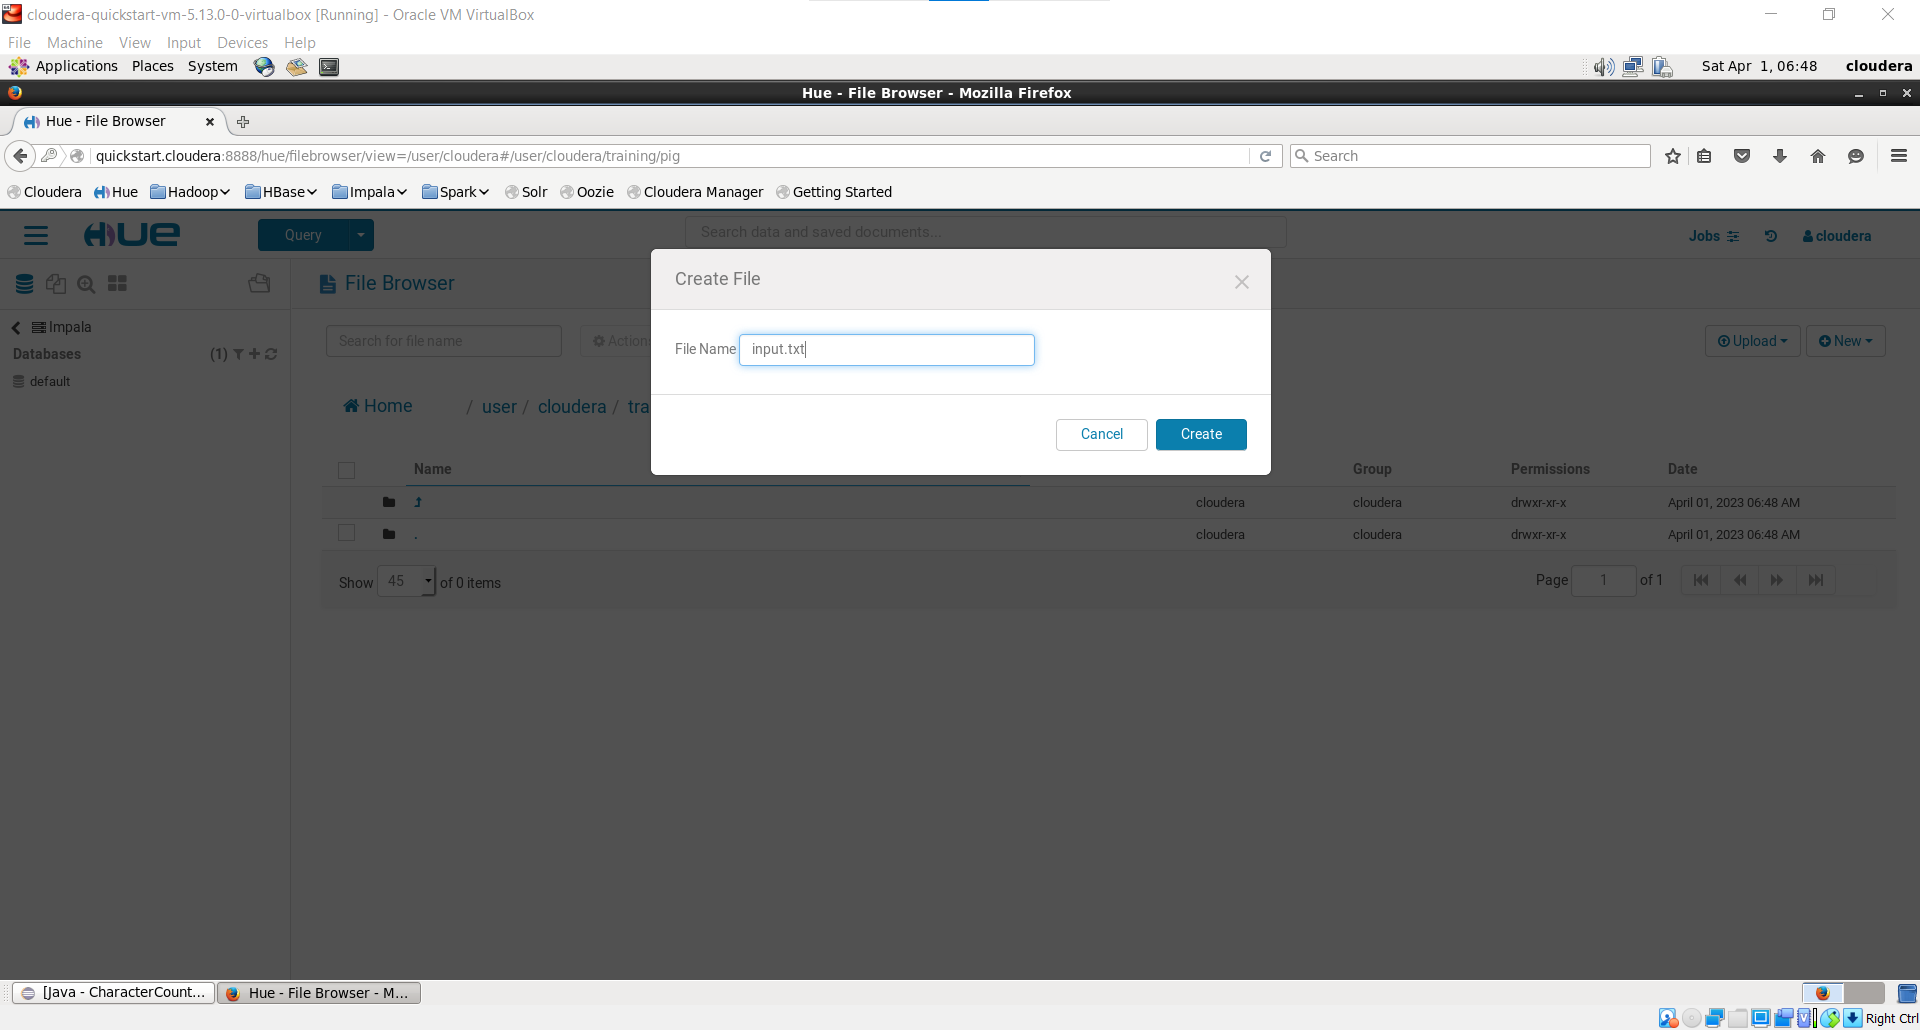 cloudera-quickstart-vm-5.13.0-0-virtualbox [Running] - Oracle VM VirtualBox
File Machine View Input Devices Help
Applications Places System Sat Apr 1, 06:48 cloudera
Hue - File Browser - Mozilla Firefox
Hue - File Browser
quickstart.cloudera:8888/hue/filebrowser/view=/user/cloudera#/user/cloudera/training/pig Search
Cloudera Hue Hadoop HBase Impala Spark Solr Oozie Cloudera Manager Getting Started
HUE Query Search data and saved documents... Jobs cloudera
Create File
File Browser
Impala
Search for file name Action Upload New
File Name input.txt
Databases (1)
default
Home / user / cloudera / tra
Cancel Create
Name Group Permissions Date
cloudera cloudera drwxr-xr-x April 01, 2023 06:48 AM
. cloudera cloudera drwxr-xr-x April 01, 2023 06:48 AM
Show 45 of 0 items Page 1 of 1
[Java - CharacterCount... Hue - File Browser - M...
Right Ctrl